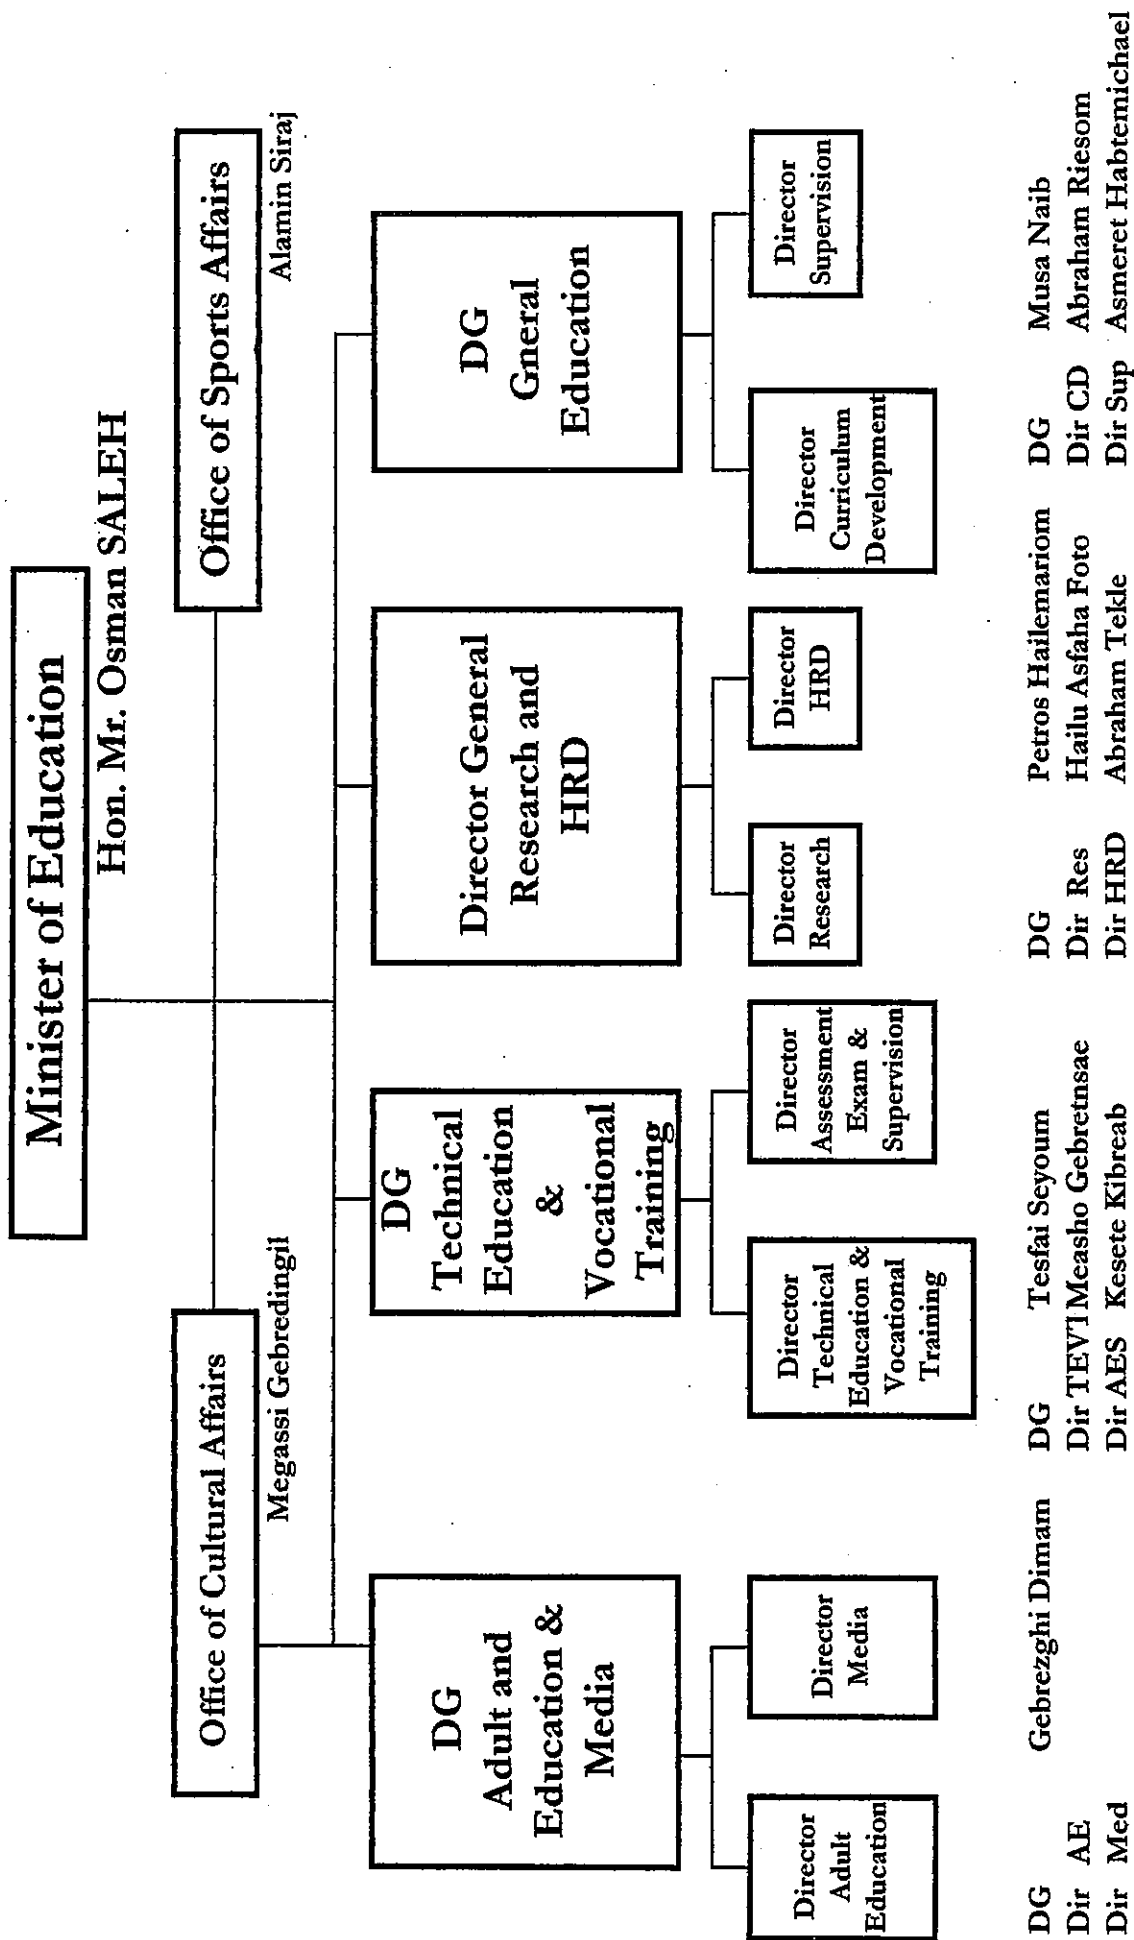 Minister of Education
Hon. Mr. Osman SALEH
Office of Cultural Affairs
Megassi Gebredingil
Office of Sports Affairs
Alamin Siraj
DG
Adult and
Education &
Media
DG
Technical
Education
&
Vocational
Training
Director General
Research and
HRD
DG
Gneral
Education
Director
Adult
Education
Director
Media
Director
Technical
Education &
Vocational
Training
Director
Assessment
Exam &
Supervision
Director
Research
Director
HRD
Director
Curriculum
Development
Director
Supervision
DG Gebrezghi Dimam
Dir AE
Dir Med
DG Tesfai Seyoum
Dir TEVT Measho Gebretnsae
Dir AES Kesete Kibreab
DG Petros Hailemariom
Dir Res Hailu Asfaha Foto
Dir HRD Abraham Tekle
DG Musa Naib
Dir CD Abraham Riesom
Dir Sup Asmeret Habtemichael